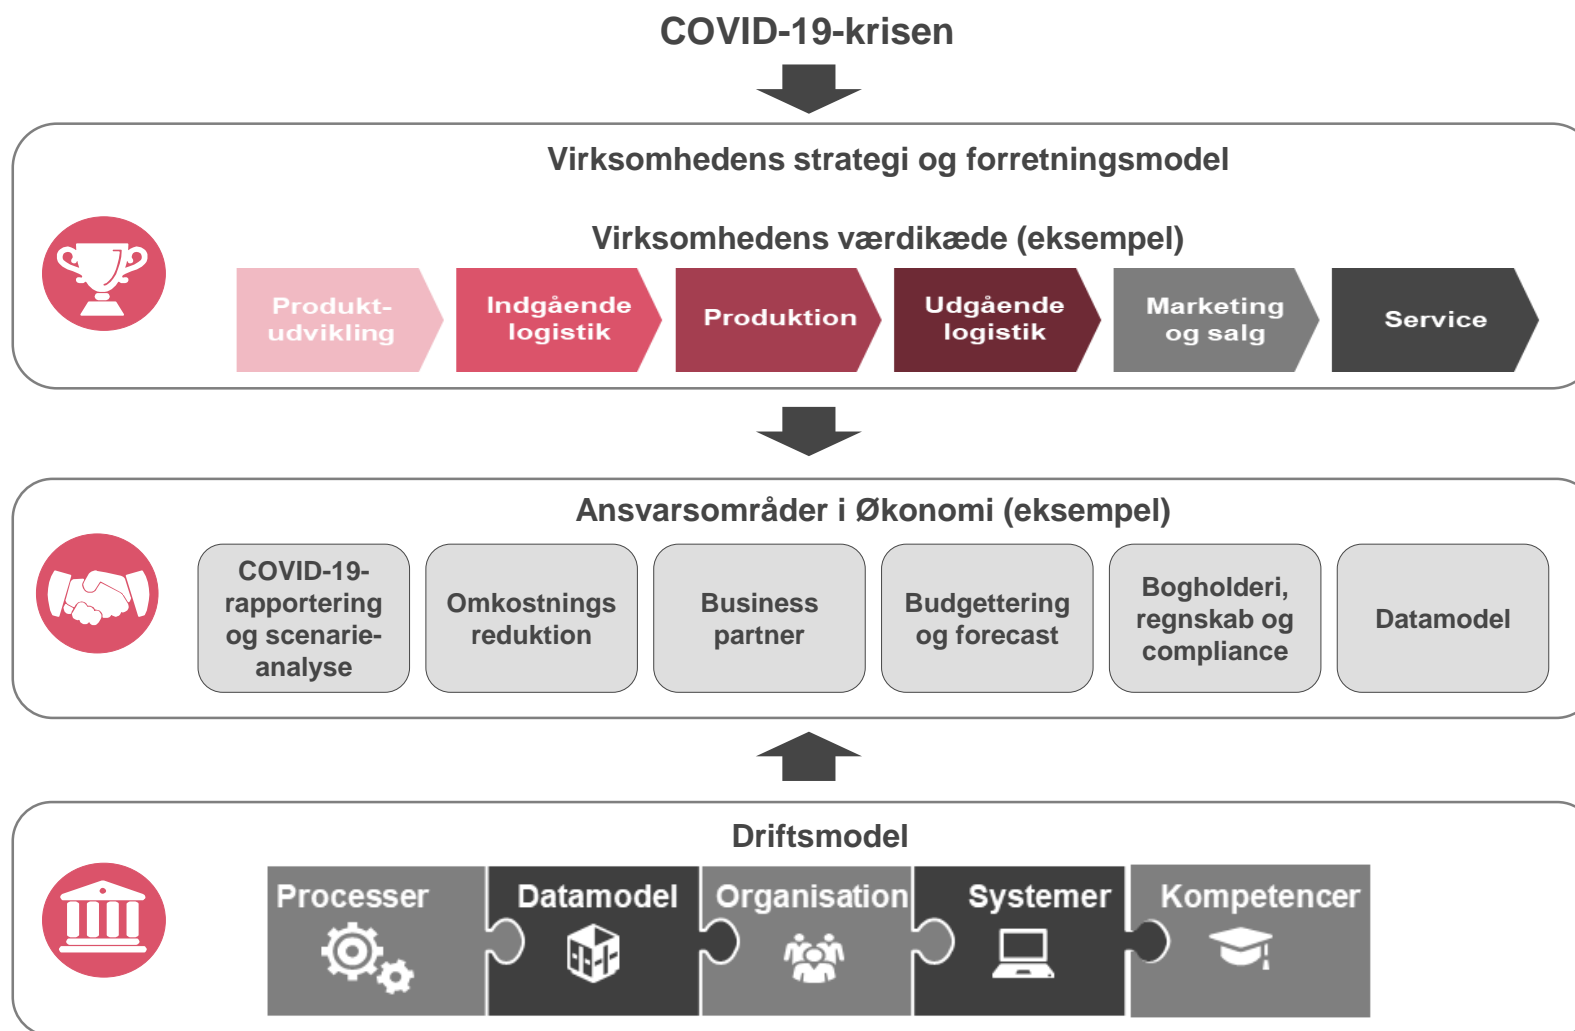 COVID-19-krisen
Virksomhedens strategi og forretningsmodel
Virksomhedens værdikæde (eksempel)
Produkt-
udvikling
Indgående
logistik
Produktion
Udgående
logistik
Marketing
og salg
Service
Ansvarsområder i Økonomi (eksempel)
COVID-19-
rapportering
og scenarie-
analyse
Omkostnings
reduktion
Business
partner
Budgettering
og forecast
Bogholderi,
regnskab og
compliance
Datamodel
Driftsmodel
Processer
Datamodel
Organisation
Systemer
Kompetencer